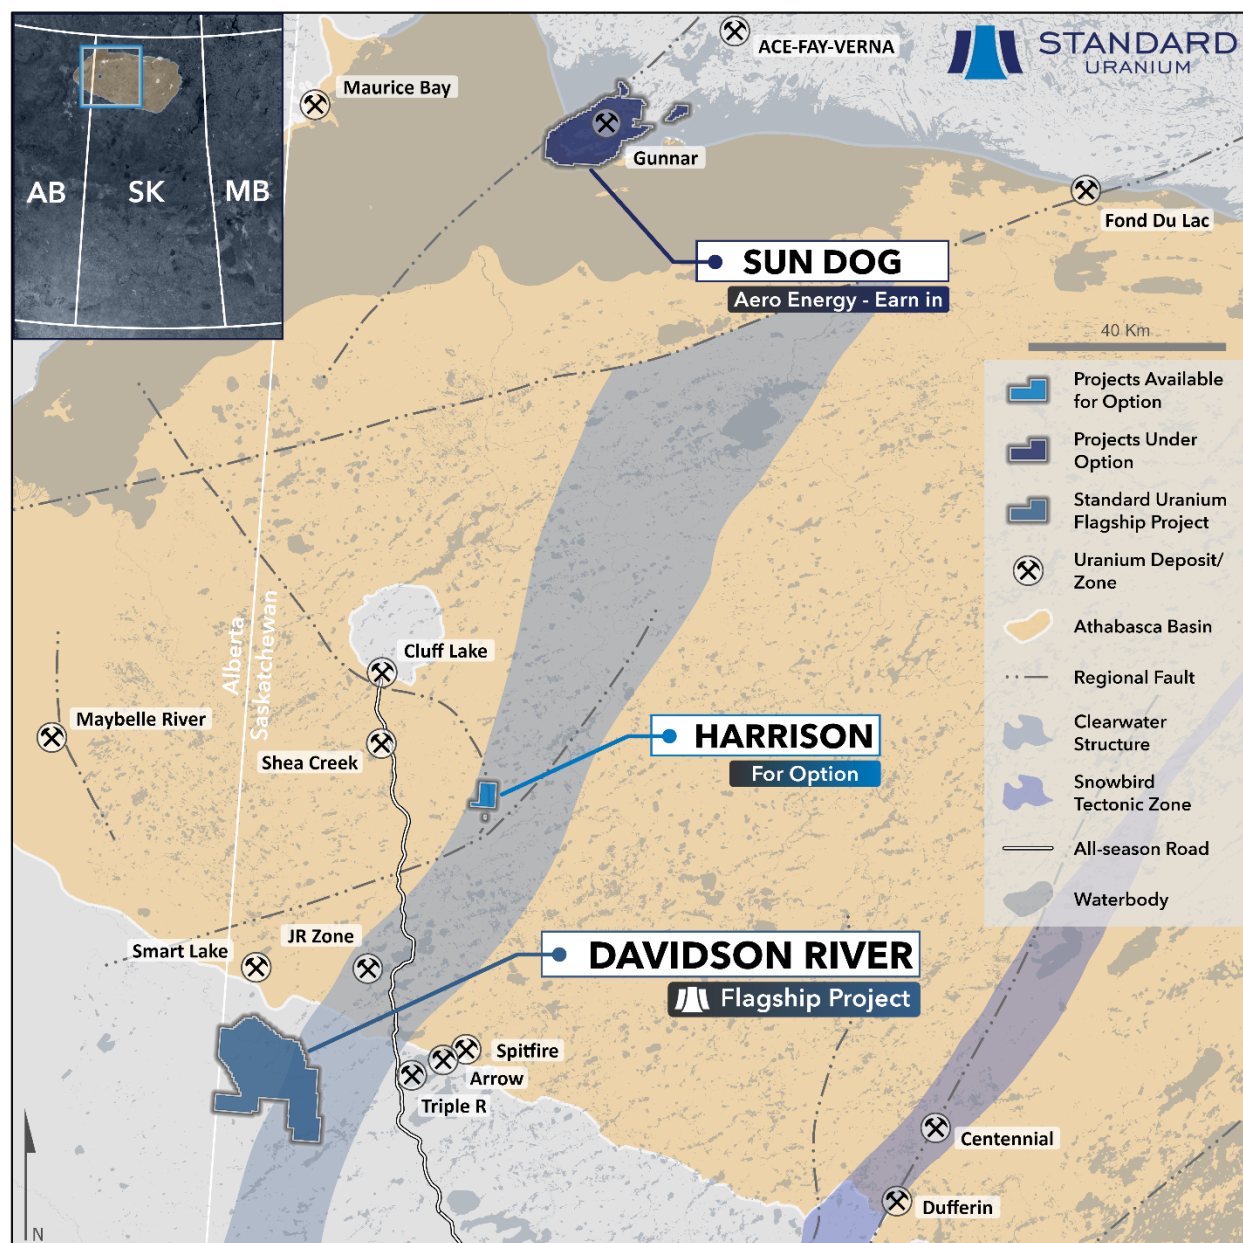 AB
SK
MB
Maurice Bay
ACE-FAY-VERNA
STANDARD
URANIUM
Gunnar
Fond Du Lac
SUN DOG
Aero Energy - Earn in
40 Km
Projects Available
for Option
Projects Under
Option
Standard Uranium
Flagship Project
Uranium Deposit/
Zone
Athabasca Basin
Regional Fault
Clearwater
Structure
Snowbird
Tectonic Zone
All-season Road
Waterbody
Alberta
Saskatchewan
Cluff Lake
Maybelle River
Shea Creek
HARRISON
For Option
JR Zone
Smart Lake
DAVIDSON RIVER
Flagship Project
Spitfire
Arrow
Triple R
Centennial
Dufferin
N